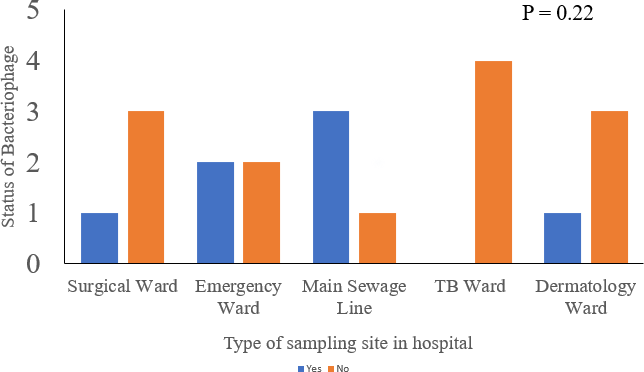 P = 0.22
5
4
3
2
1
0
Status of Bacteriophage
Surgical Ward
Emergency
Ward
Main Sewage
Line
TB Ward
Dermatology
Ward
Type of sampling site in hospital
Yes No